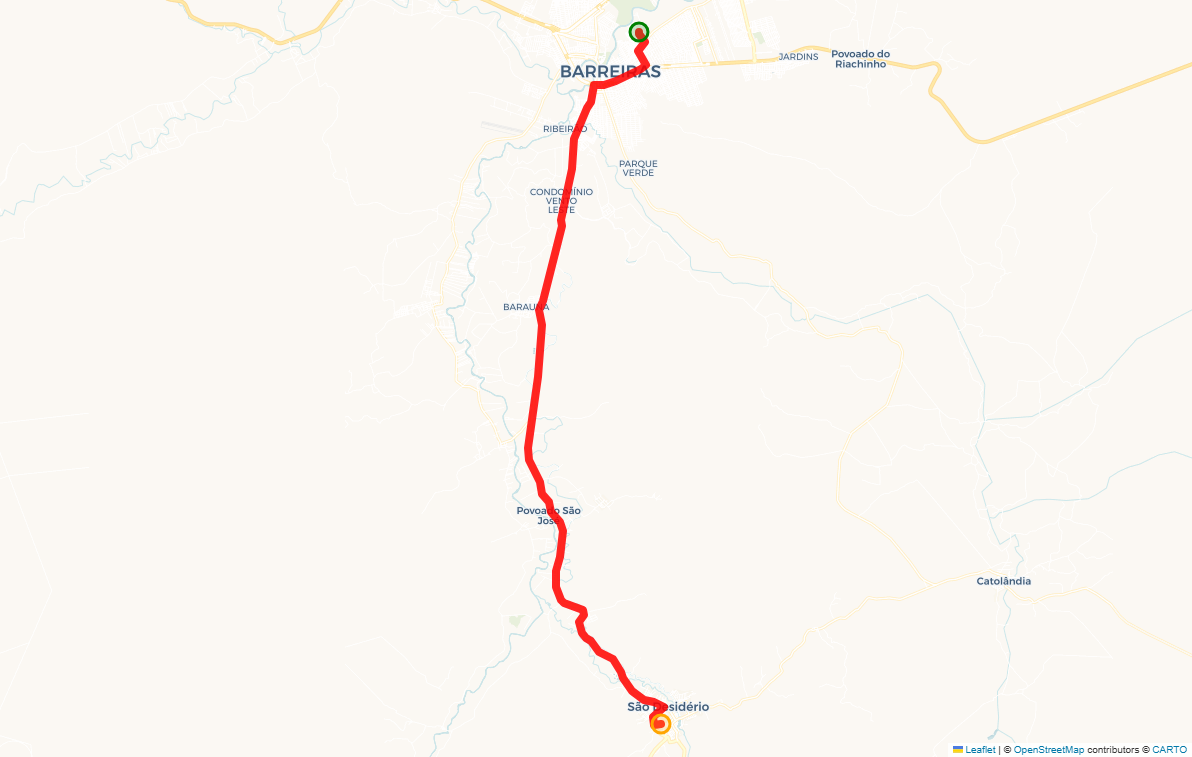 JARDINS
Povoado do
Riachinho
BARREIRAS
RIBEIRÃO
PARQUE
VERDE
CONDOMÍNIO
VENTO
LESTE
BARAUNA
Povoado São
José
Catolândia
São Desidério
Leaflet | © OpenStreetMap contributors © CARTO